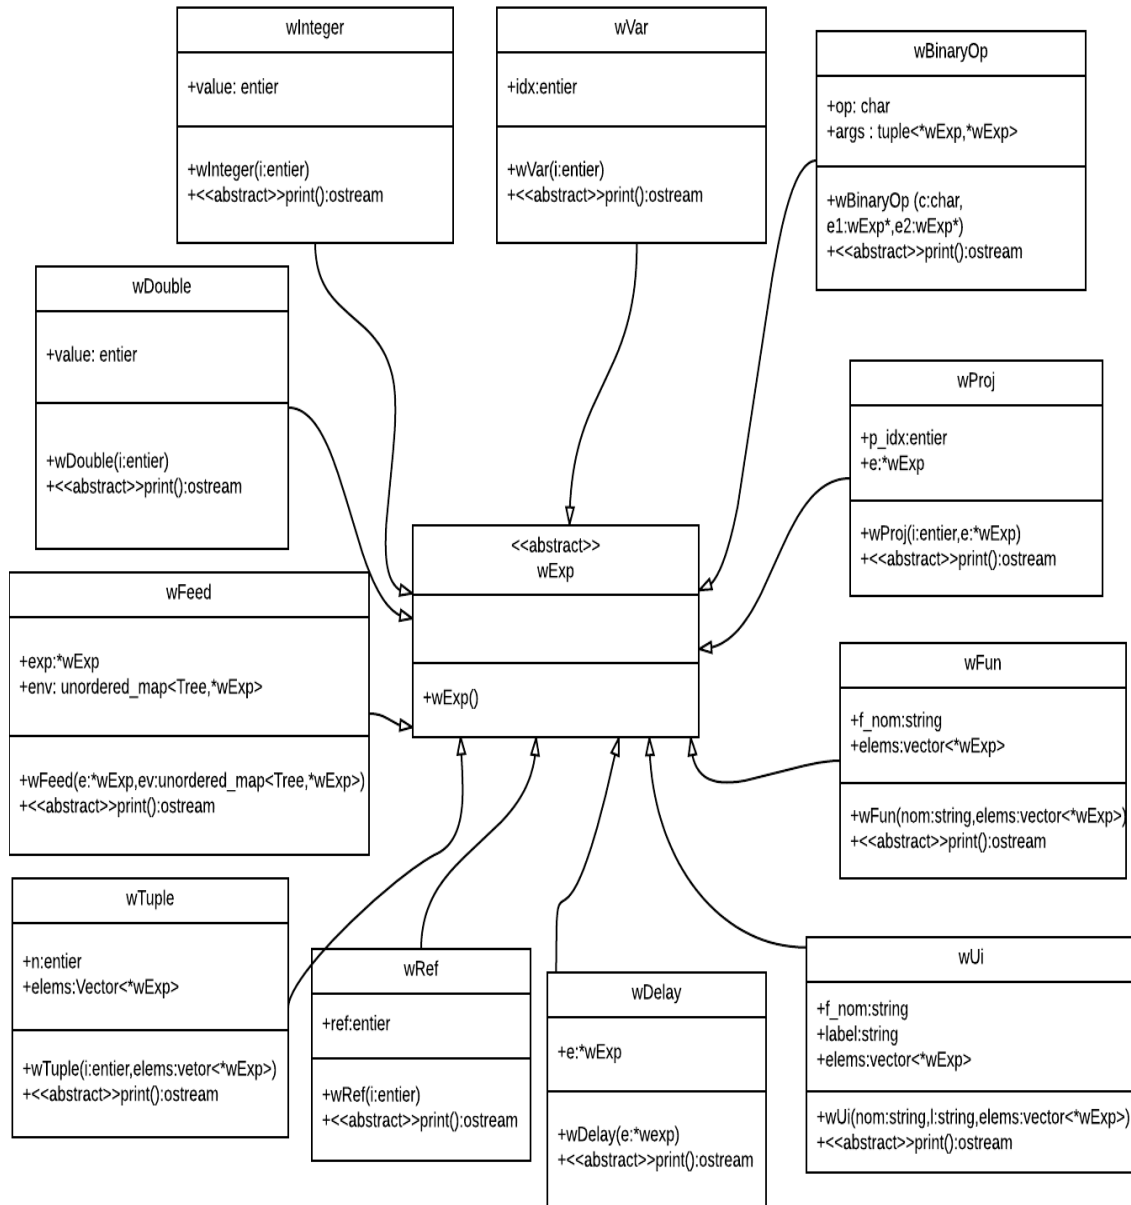 wInteger
+value: entier
+wInteger(i:entier)
+<<abstract>>print():ostream
wVar
+idx:entier
+wVar(i:entier)
+<<abstract>>print():ostream
wBinaryOp
+op: char
+args : tuple<*wExp,*wExp>
+wBinaryOp (c:char,
e1:wExp*,e2:wExp*)
+<<abstract>>print():ostream
wDouble
+value: entier
+wDouble(i:entier)
+<<abstract>>print():ostream
wProj
+p_idx:entier
+e:*wExp
+wProj(i:entier,e:*wExp)
+<<abstract>>print():ostream
<<abstract>>
wExp
+wExp()
wFeed
+exp:*wExp
+env: unordered_map<Tree,*wExp>
+wFeed(e:*wExp,ev:unordered_map<Tree,*wExp>)
+<<abstract>>print():ostream
wFun
+f_nom:string
+elems:vector<*wExp>
+wFun(nom:string,elems:vector<*wExp>)
+<<abstract>>print():ostream
wTuple
+n:entier
+elems:Vector<*wExp>
+wTuple(i:entier,elems:vetor<*wExp>)
+<<abstract>>print():ostream
wRef
+ref:entier
+wRef(i:entier)
+<<abstract>>print():ostream
wDelay
+e:*wExp
+wDelay(e:*wexp)
+<<abstract>>print():ostream
wUi
+f_nom:string
+label:string
+elems:vector<*wExp>
+wUi(nom:string,l:string,elems:vector<*wExp>)
+<<abstract>>print():ostream